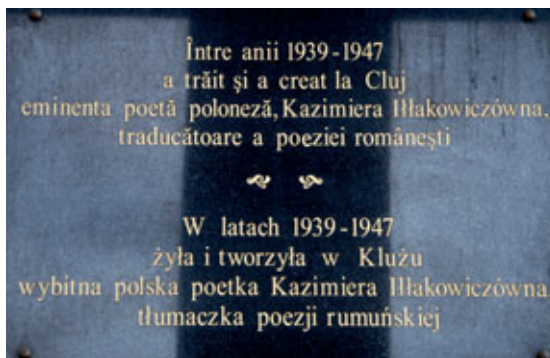 Între anii 1939-1947
a trăit şi a creat la Cluj
eminenta poetă poloneză, Kazimiera Iłłakowiczówna,
traducătoare a poeziei româneşti
W latach 1939-1947
żyła i tworzyła w Klużu
wybitna polska poetka Kazimiera Iłłakowiczówna
tłumaczka poezji rumuńskiej